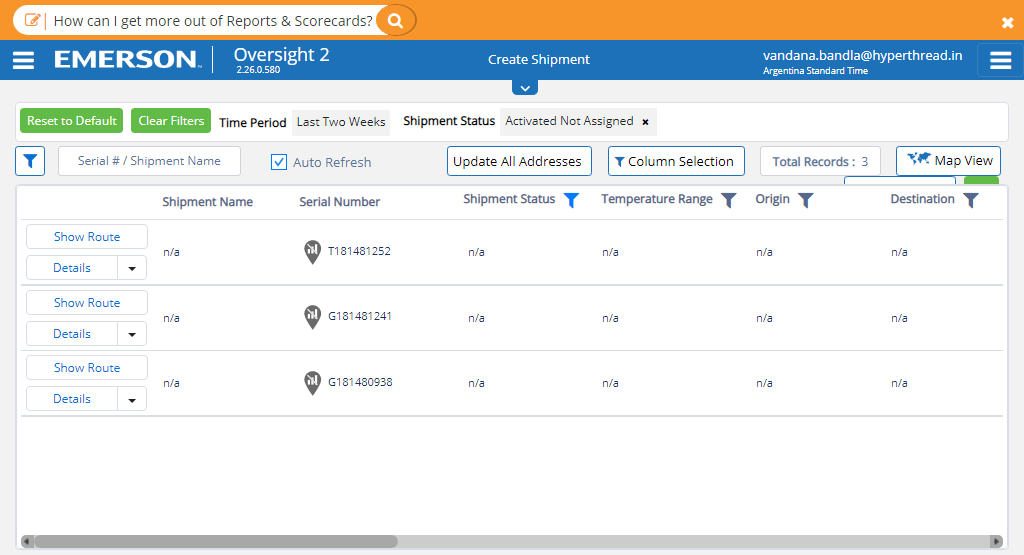 How can I get more out of Reports & Scorecards?
EMERSON
Oversight 2
2.26.0.580
Create Shipment
vandana.bandla@hyperthread.in
Argentina Standard Time
Reset to Default Clear Filters Time Period Last Two Weeks Shipment Status Activated Not Assigned ×
Serial # / Shipment Name Auto Refresh Update All Addresses Column Selection Total Records : 3 Map View
Shipment Name Serial Number Shipment Status Temperature Range Origin Destination
Show Route
Details
n/a T181481252 n/a n/a n/a n/a
Show Route
Details
n/a G181481241 n/a n/a n/a n/a
Show Route
Details
n/a G181480938 n/a n/a n/a n/a